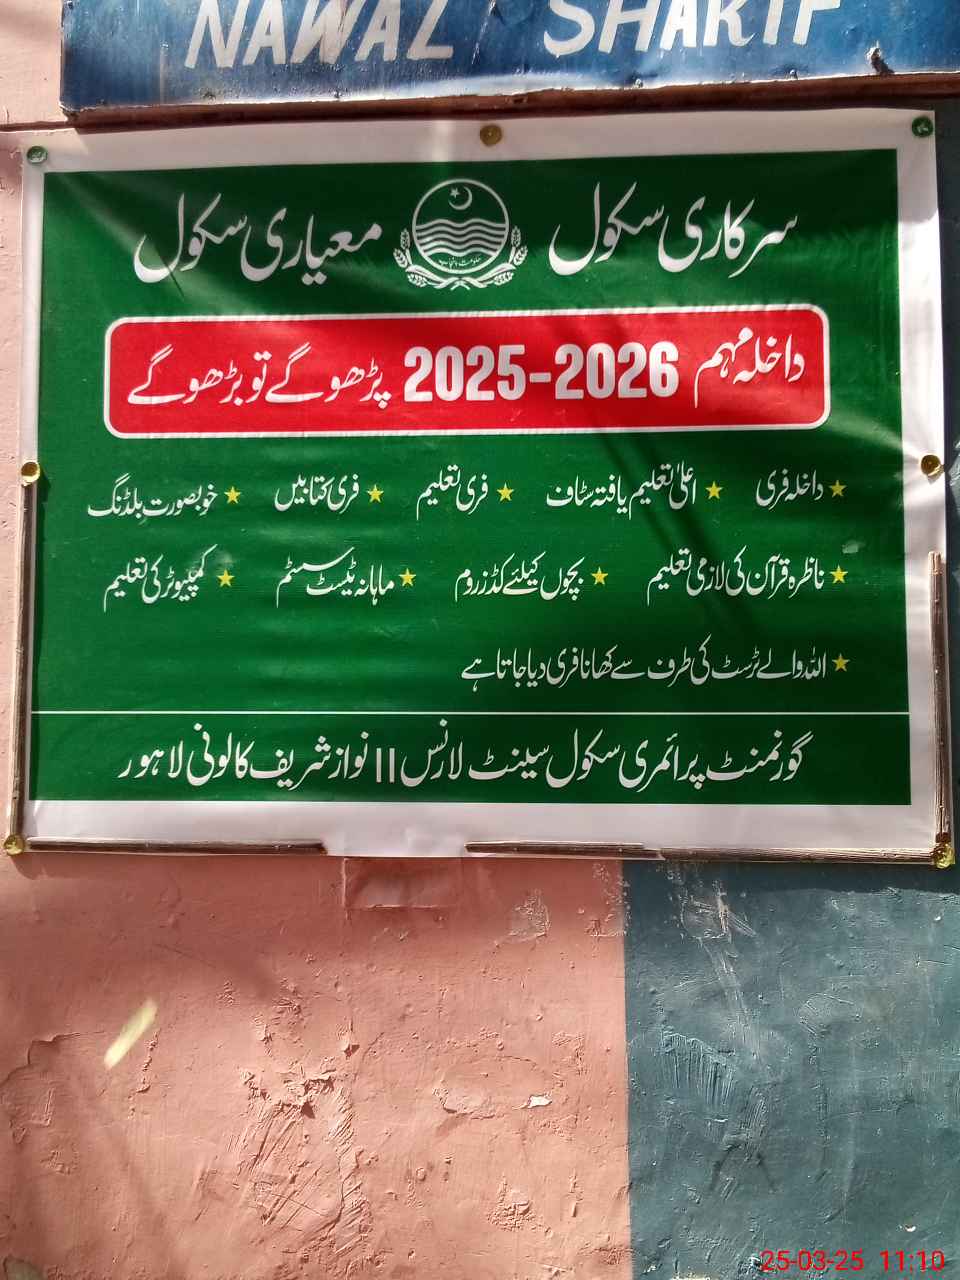 NAWAZ SHARIF
سرکاری سکول معیاری سکول
حکومت پنجاب
داخلہ مہم 2025-2026 پڑھو گے تو بڑھو گے
★ داخلہ فری ★ اعلیٰ تعلیم یافتہ سٹاف ★ فری تعلیم ★ فری کتابیں ★ خوبصورت بلڈنگ
★ ناظرہ قرآن کی لازمی تعلیم ★ بچوں کیلئے کڈز روم ★ ماہانہ ٹیسٹ سسٹم ★ کمپیوٹر کی تعلیم
★ اللہ والے ٹرسٹ کی طرف سے کھانا فری دیا جاتا ہے
گورنمنٹ پرائمری سکول سینٹ لارنس II نواز شریف کالونی لاہور
25-03-25 11:10